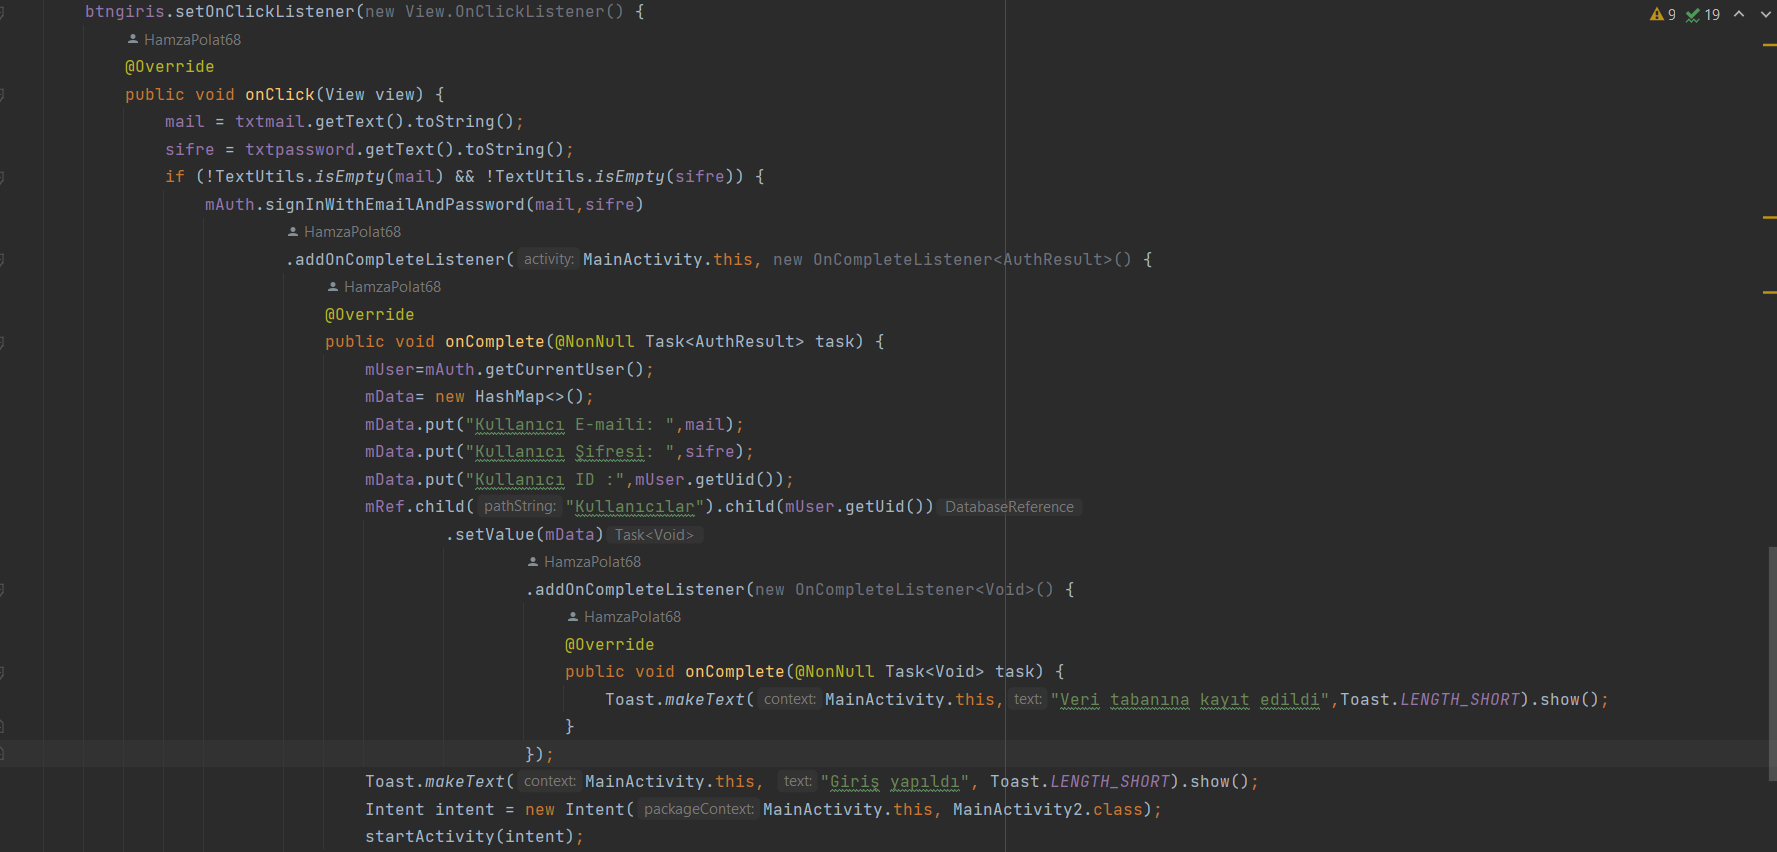 btngiris.setOnClickListener(new View.OnClickListener() {
9 19
HamzaPolat68
@Override
public void onClick(View view) {
mail = txtmail.getText().toString();
sifre = txtpassword.getText().toString();
if (!TextUtils.isEmpty(mail) && !TextUtils.isEmpty(sifre)) {
mAuth.signInWithEmailAndPassword(mail,sifre)
HamzaPolat68
.addOnCompleteListener( activity: MainActivity.this, new OnCompleteListener<AuthResult>() {
HamzaPolat68
@Override
public void onComplete(@NonNull Task<AuthResult> task) {
mUser=mAuth.getCurrentUser();
mData= new HashMap<>();
mData.put("Kullanıcı E-maili: ",mail);
mData.put("Kullanıcı Şifresi: ",sifre);
mData.put("Kullanıcı ID :",mUser.getUid());
mRef.child( pathString: "Kullanıcılar").child(mUser.getUid()) DatabaseReference
.setValue(mData) Task<Void>
HamzaPolat68
.addOnCompleteListener(new OnCompleteListener<Void>() {
HamzaPolat68
@Override
public void onComplete(@NonNull Task<Void> task) {
Toast.makeText( context: MainActivity.this, text: "Veri tabanına kayıt edildi",Toast.LENGTH_SHORT).show();
}
});
Toast.makeText( context: MainActivity.this, text: "Giriş yapıldı", Toast.LENGTH_SHORT).show();
Intent intent = new Intent( packageContext: MainActivity.this, MainActivity2.class);
startActivity(intent);